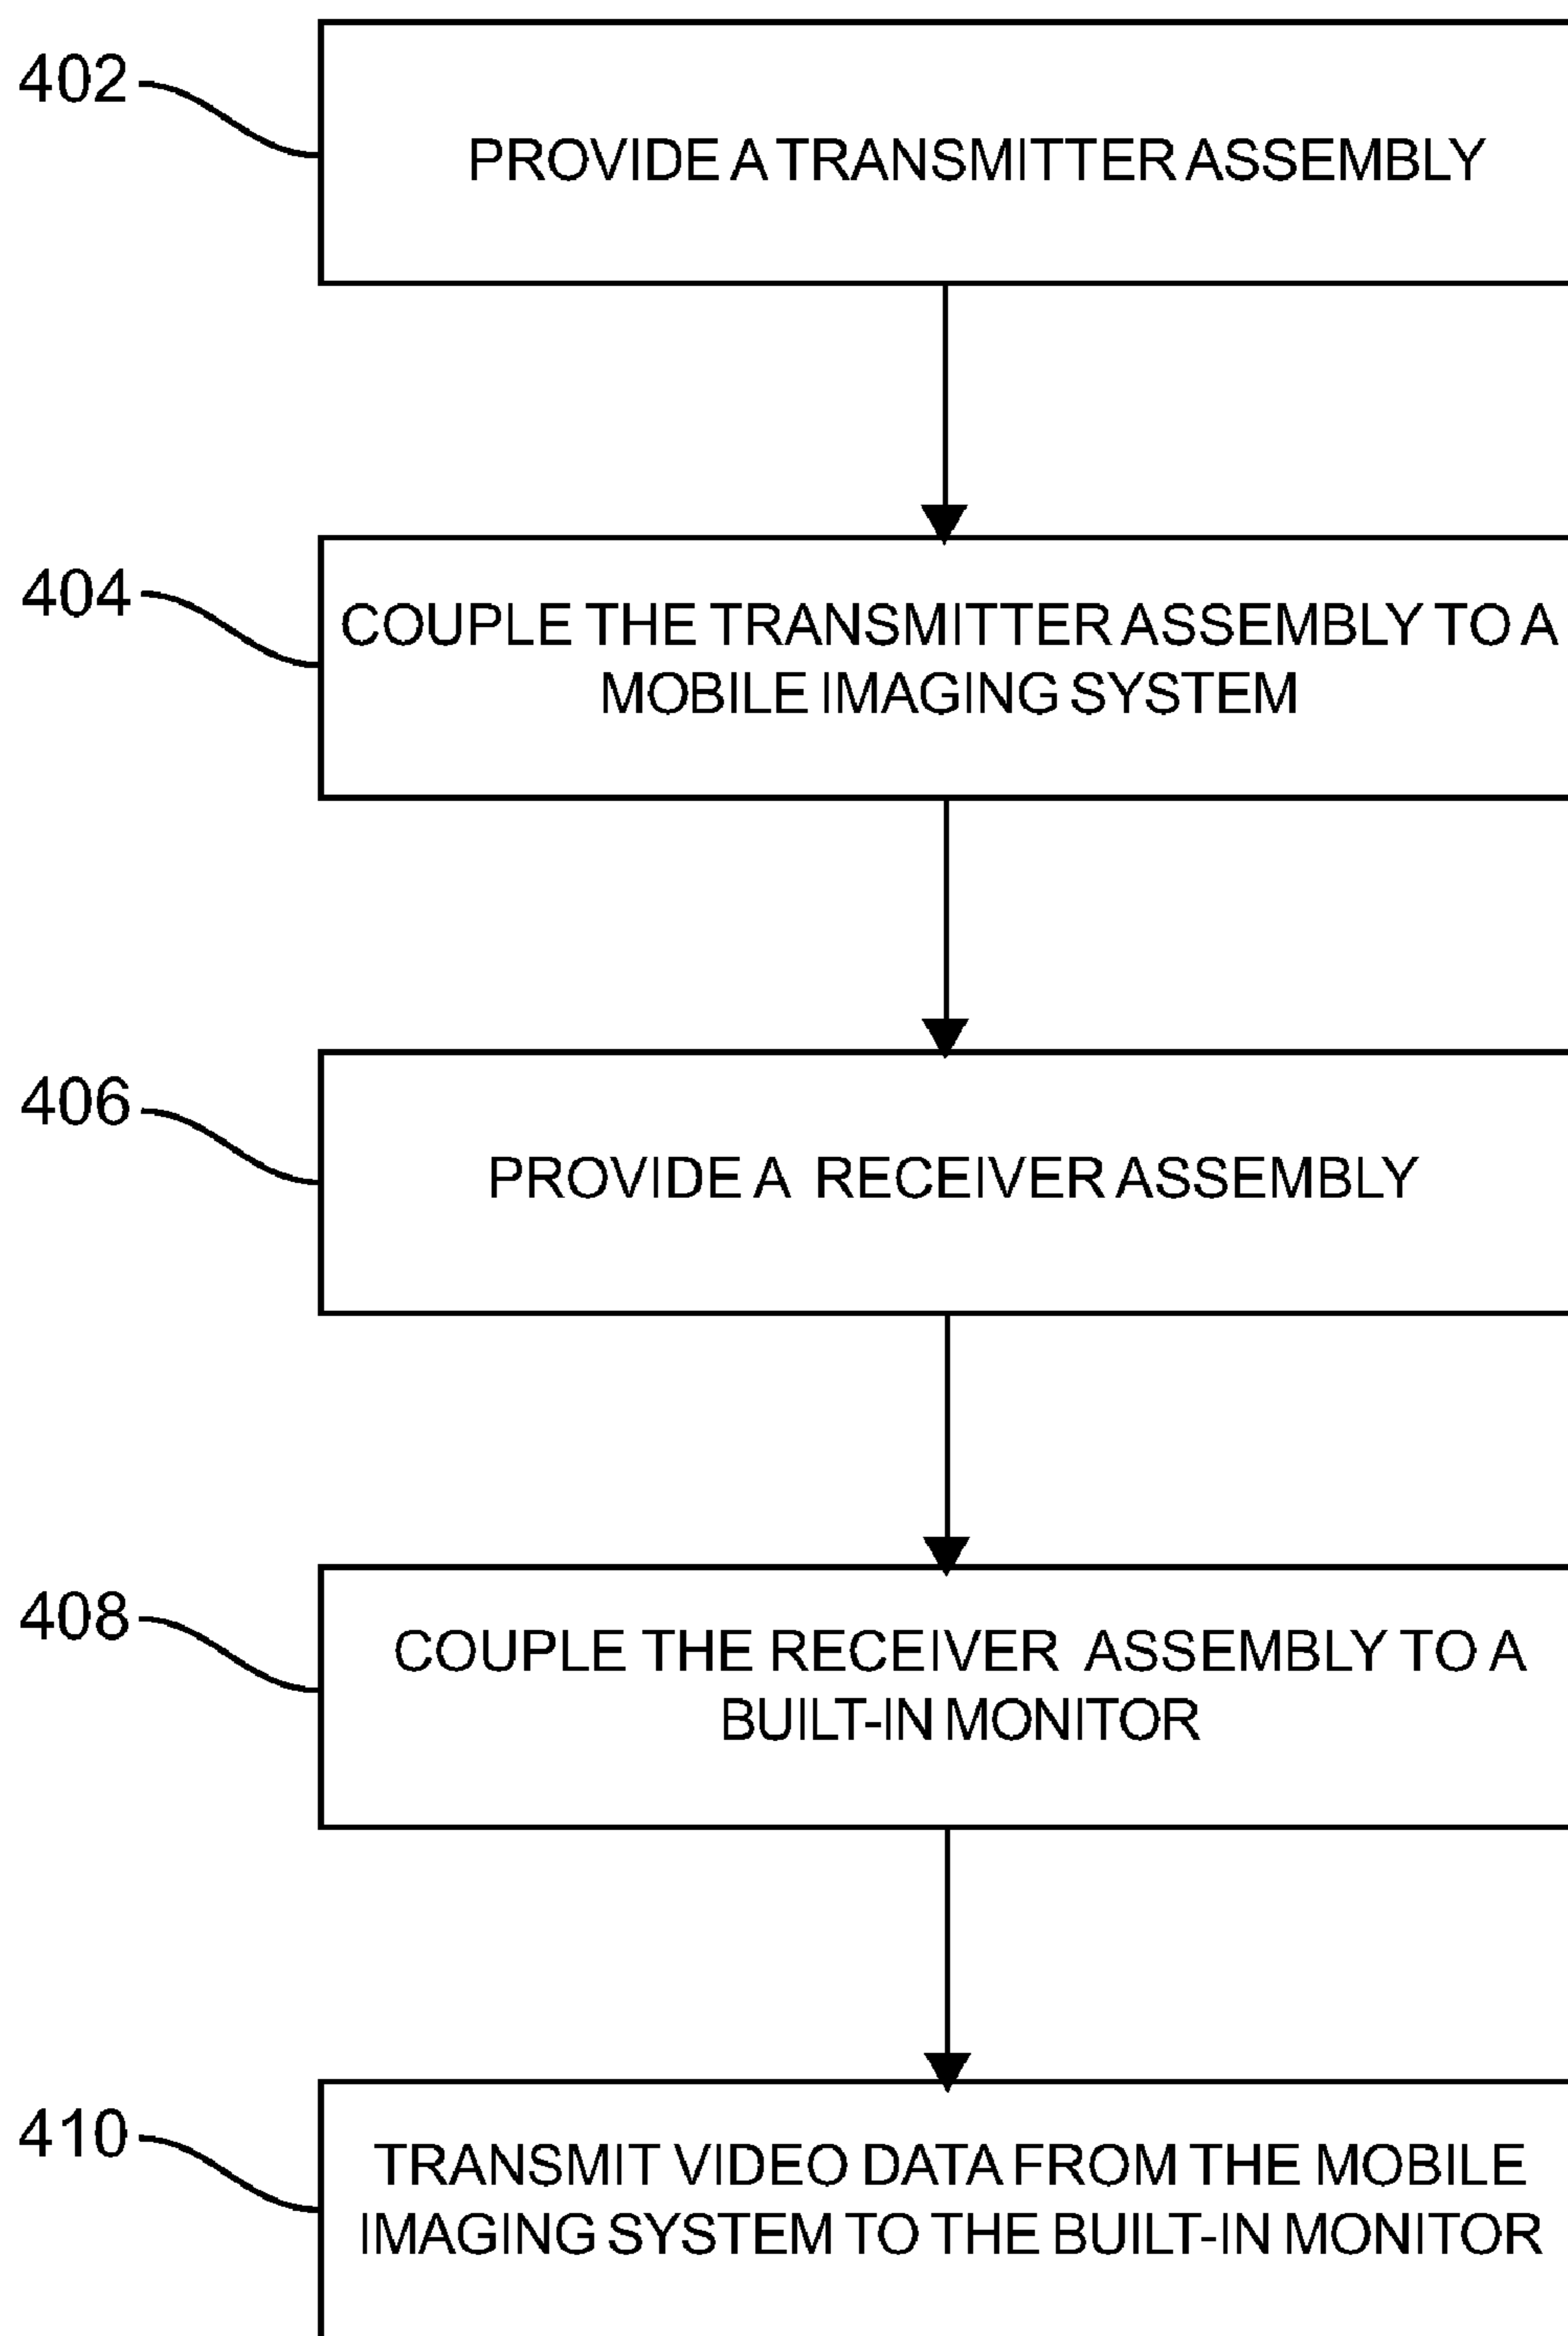 402
PROVIDE A TRANSMITTER ASSEMBLY
404
COUPLE THE TRANSMITTER ASSEMBLY TO A
MOBILE IMAGING SYSTEM
406
PROVIDE A RECEIVER ASSEMBLY
408
COUPLE THE RECEIVER ASSEMBLY TO A
BUILT-IN MONITOR
410
TRANSMIT VIDEO DATA FROM THE MOBILE
IMAGING SYSTEM TO THE BUILT-IN MONITOR